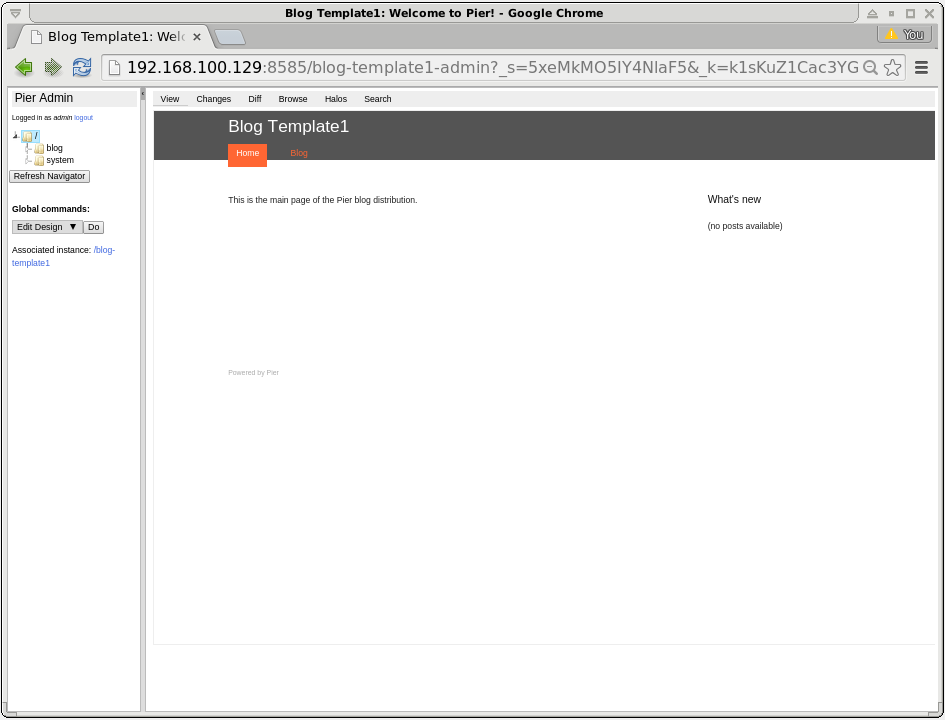 Blog Template1: Welcome to Pier! - Google Chrome
Blog Template1: Welc
You
192.168.100.129:8585/blog-template1-admin?_s=5xeMkMO5IY4NlaF5&_k=k1sKuZ1Cac3YG
Pier Admin
Logged in as admin logout
/
blog
system
Refresh Navigator
Global commands:
Edit Design ▼ Do
Associated instance: /blog-
template1
View Changes Diff Browse Halos Search
Blog Template1
Home Blog
This is the main page of the Pier blog distribution.
What's new
(no posts available)
Powered by Pier